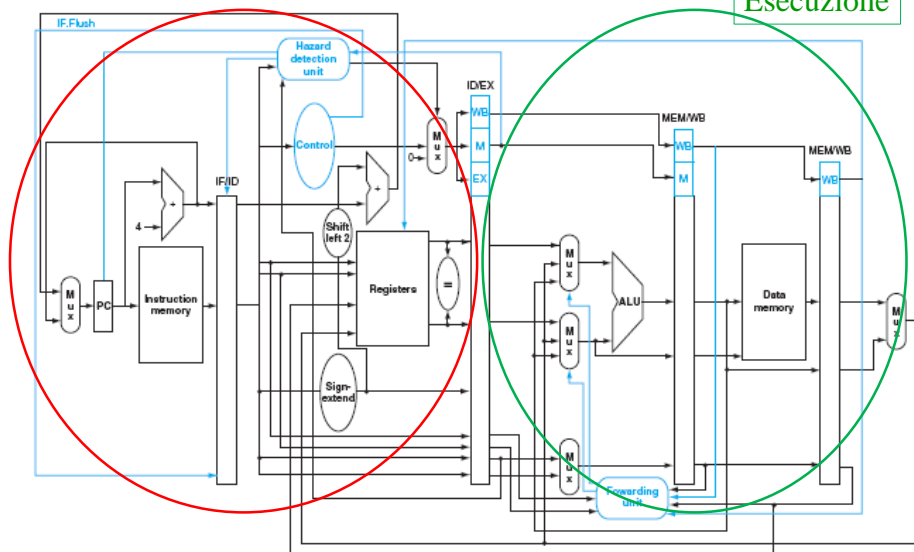 Esecuzione
IF.Flush
Hazard
detection
unit
ID/EX
WB
M
EX
Control
0
M
u
x
MEM/WB
WB
M
MEM/WB
WB
IF/ID
+
4
+
Shift
left 2
M
u
x
PC
Instruction
memory
Registers
=
M
u
x
ALU
M
u
x
Data
memory
M
u
x
Sign-
extend
M
u
x
Fowarding
unit